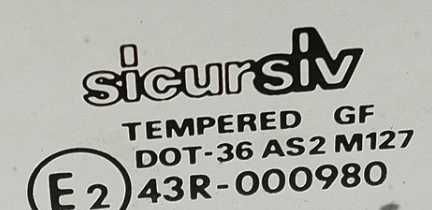 sicursiv
TEMPERED GF
DOT-36 AS2 M127
E2 43R-000980